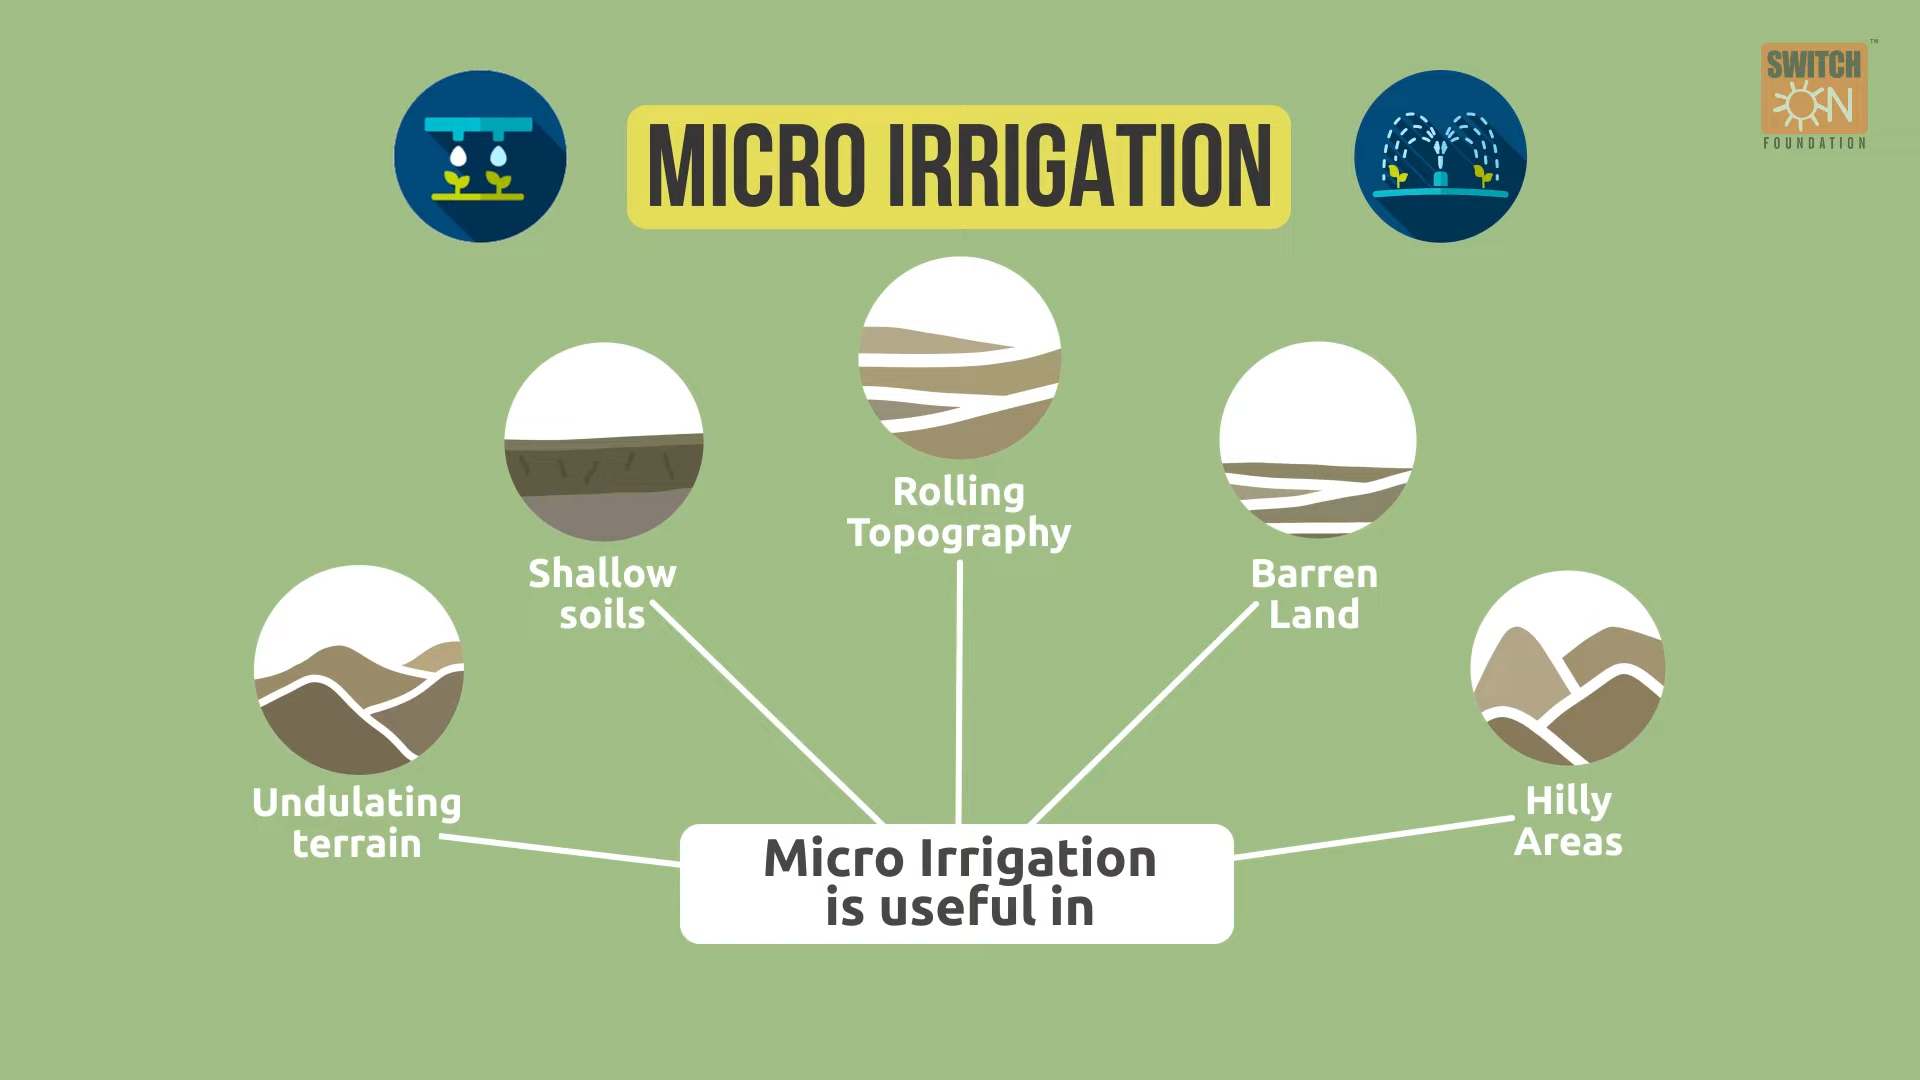 MICRO IRRIGATION
SWITCH
ON
FOUNDATION
TM
Rolling
Topography
Shallow
soils
Barren
Land
Undulating
terrain
Hilly
Areas
Micro Irrigation
is useful in